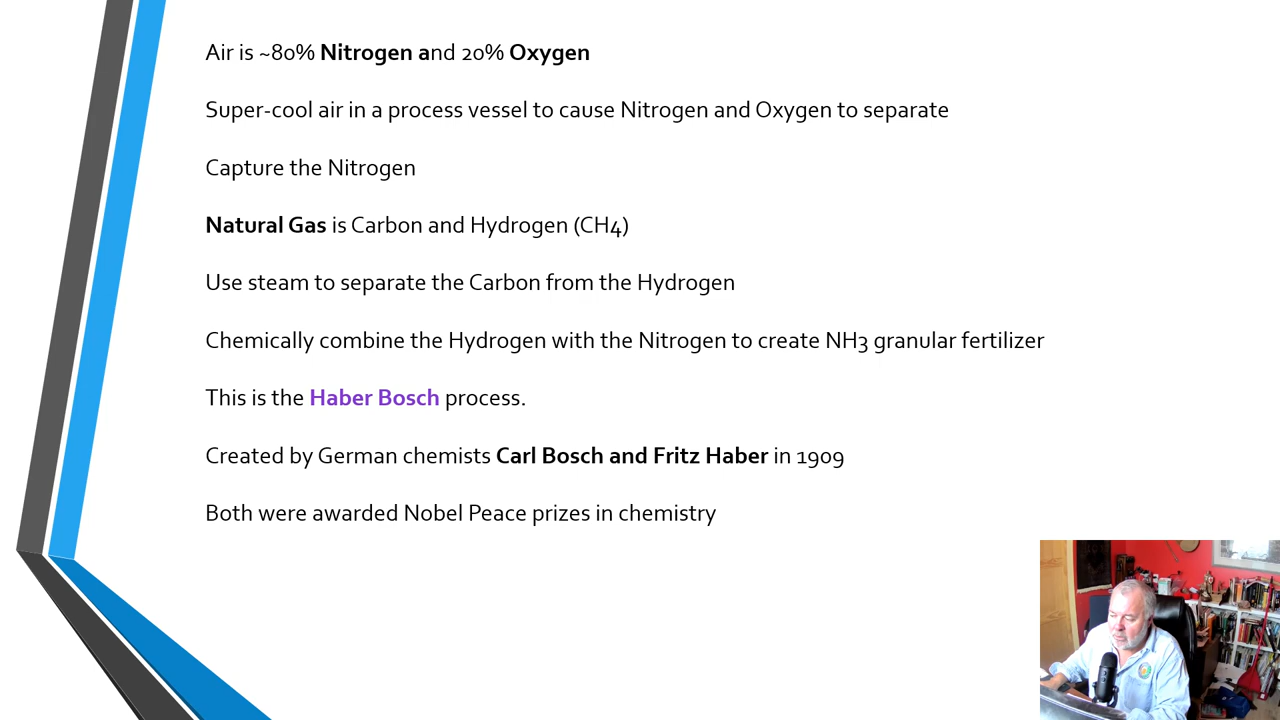 Air is ~80% Nitrogen and 20% Oxygen
Super-cool air in a process vessel to cause Nitrogen and Oxygen to separate
Capture the Nitrogen
Natural Gas is Carbon and Hydrogen (CH4)
Use steam to separate the Carbon from the Hydrogen
Chemically combine the Hydrogen with the Nitrogen to create NH3 granular fertilizer
This is the Haber Bosch process.
Created by German chemists Carl Bosch and Fritz Haber in 1909
Both were awarded Nobel Peace prizes in chemistry